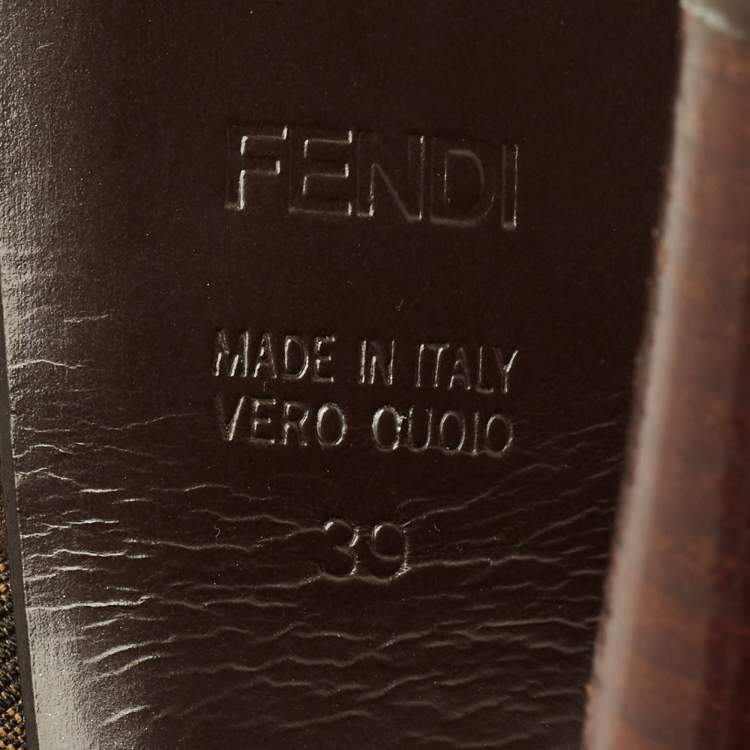 FENDI
MADE IN ITALY
VERO CUOIO
39